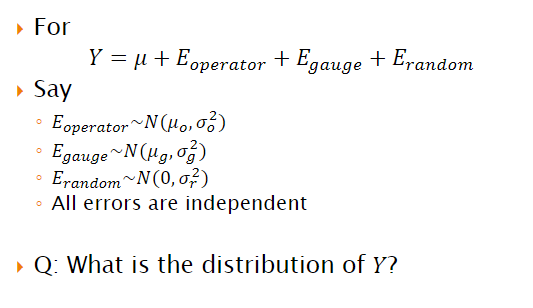 For
Y = μ + E_operator + E_gauge + E_random
Say
E_operator~N(μ_o, σ_o^2)
E_gauge~N(μ_g, σ_g^2)
E_random~N(0, σ_r^2)
All errors are independent
Q: What is the distribution of Y?